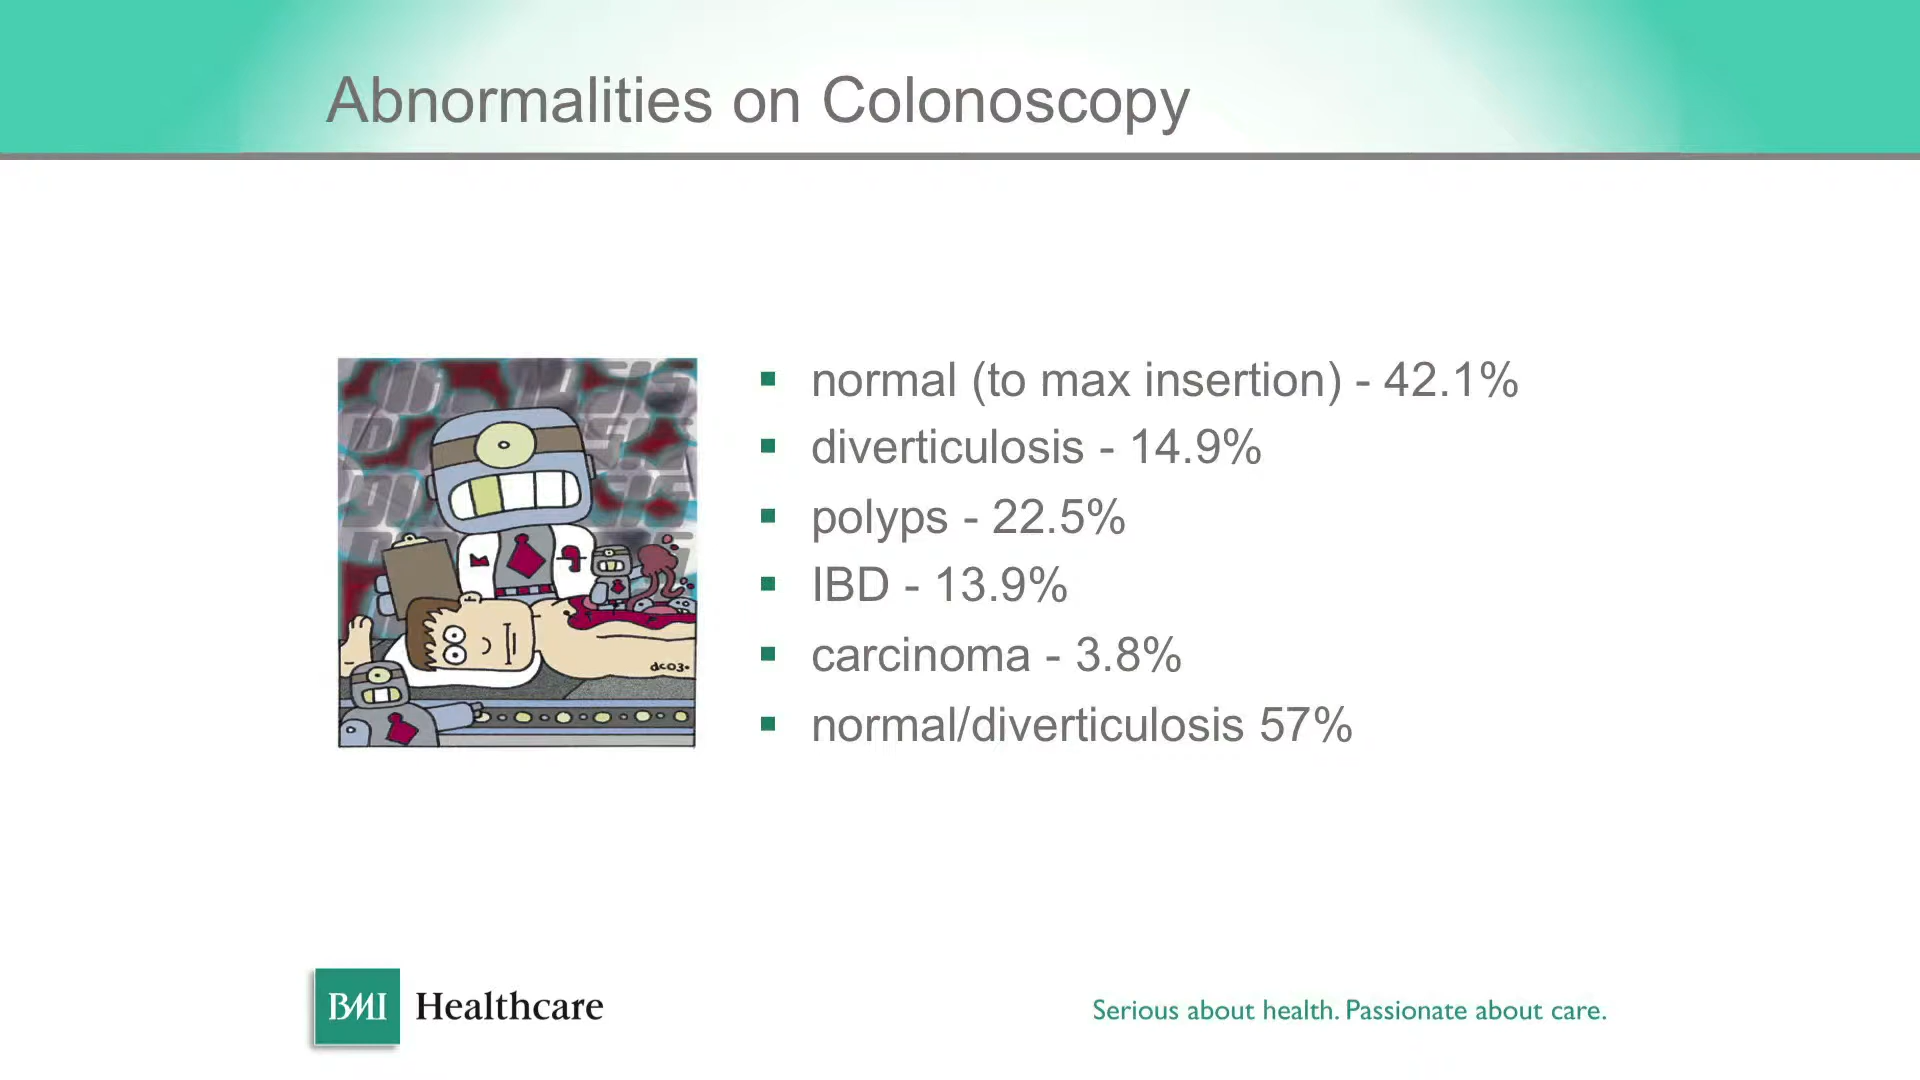 Abnormalities on Colonoscopy
normal (to max insertion) - 42.1%
diverticulosis - 14.9%
polyps - 22.5%
IBD - 13.9%
carcinoma - 3.8%
normal/diverticulosis 57%
dc03
BMI Healthcare
Serious about health. Passionate about care.